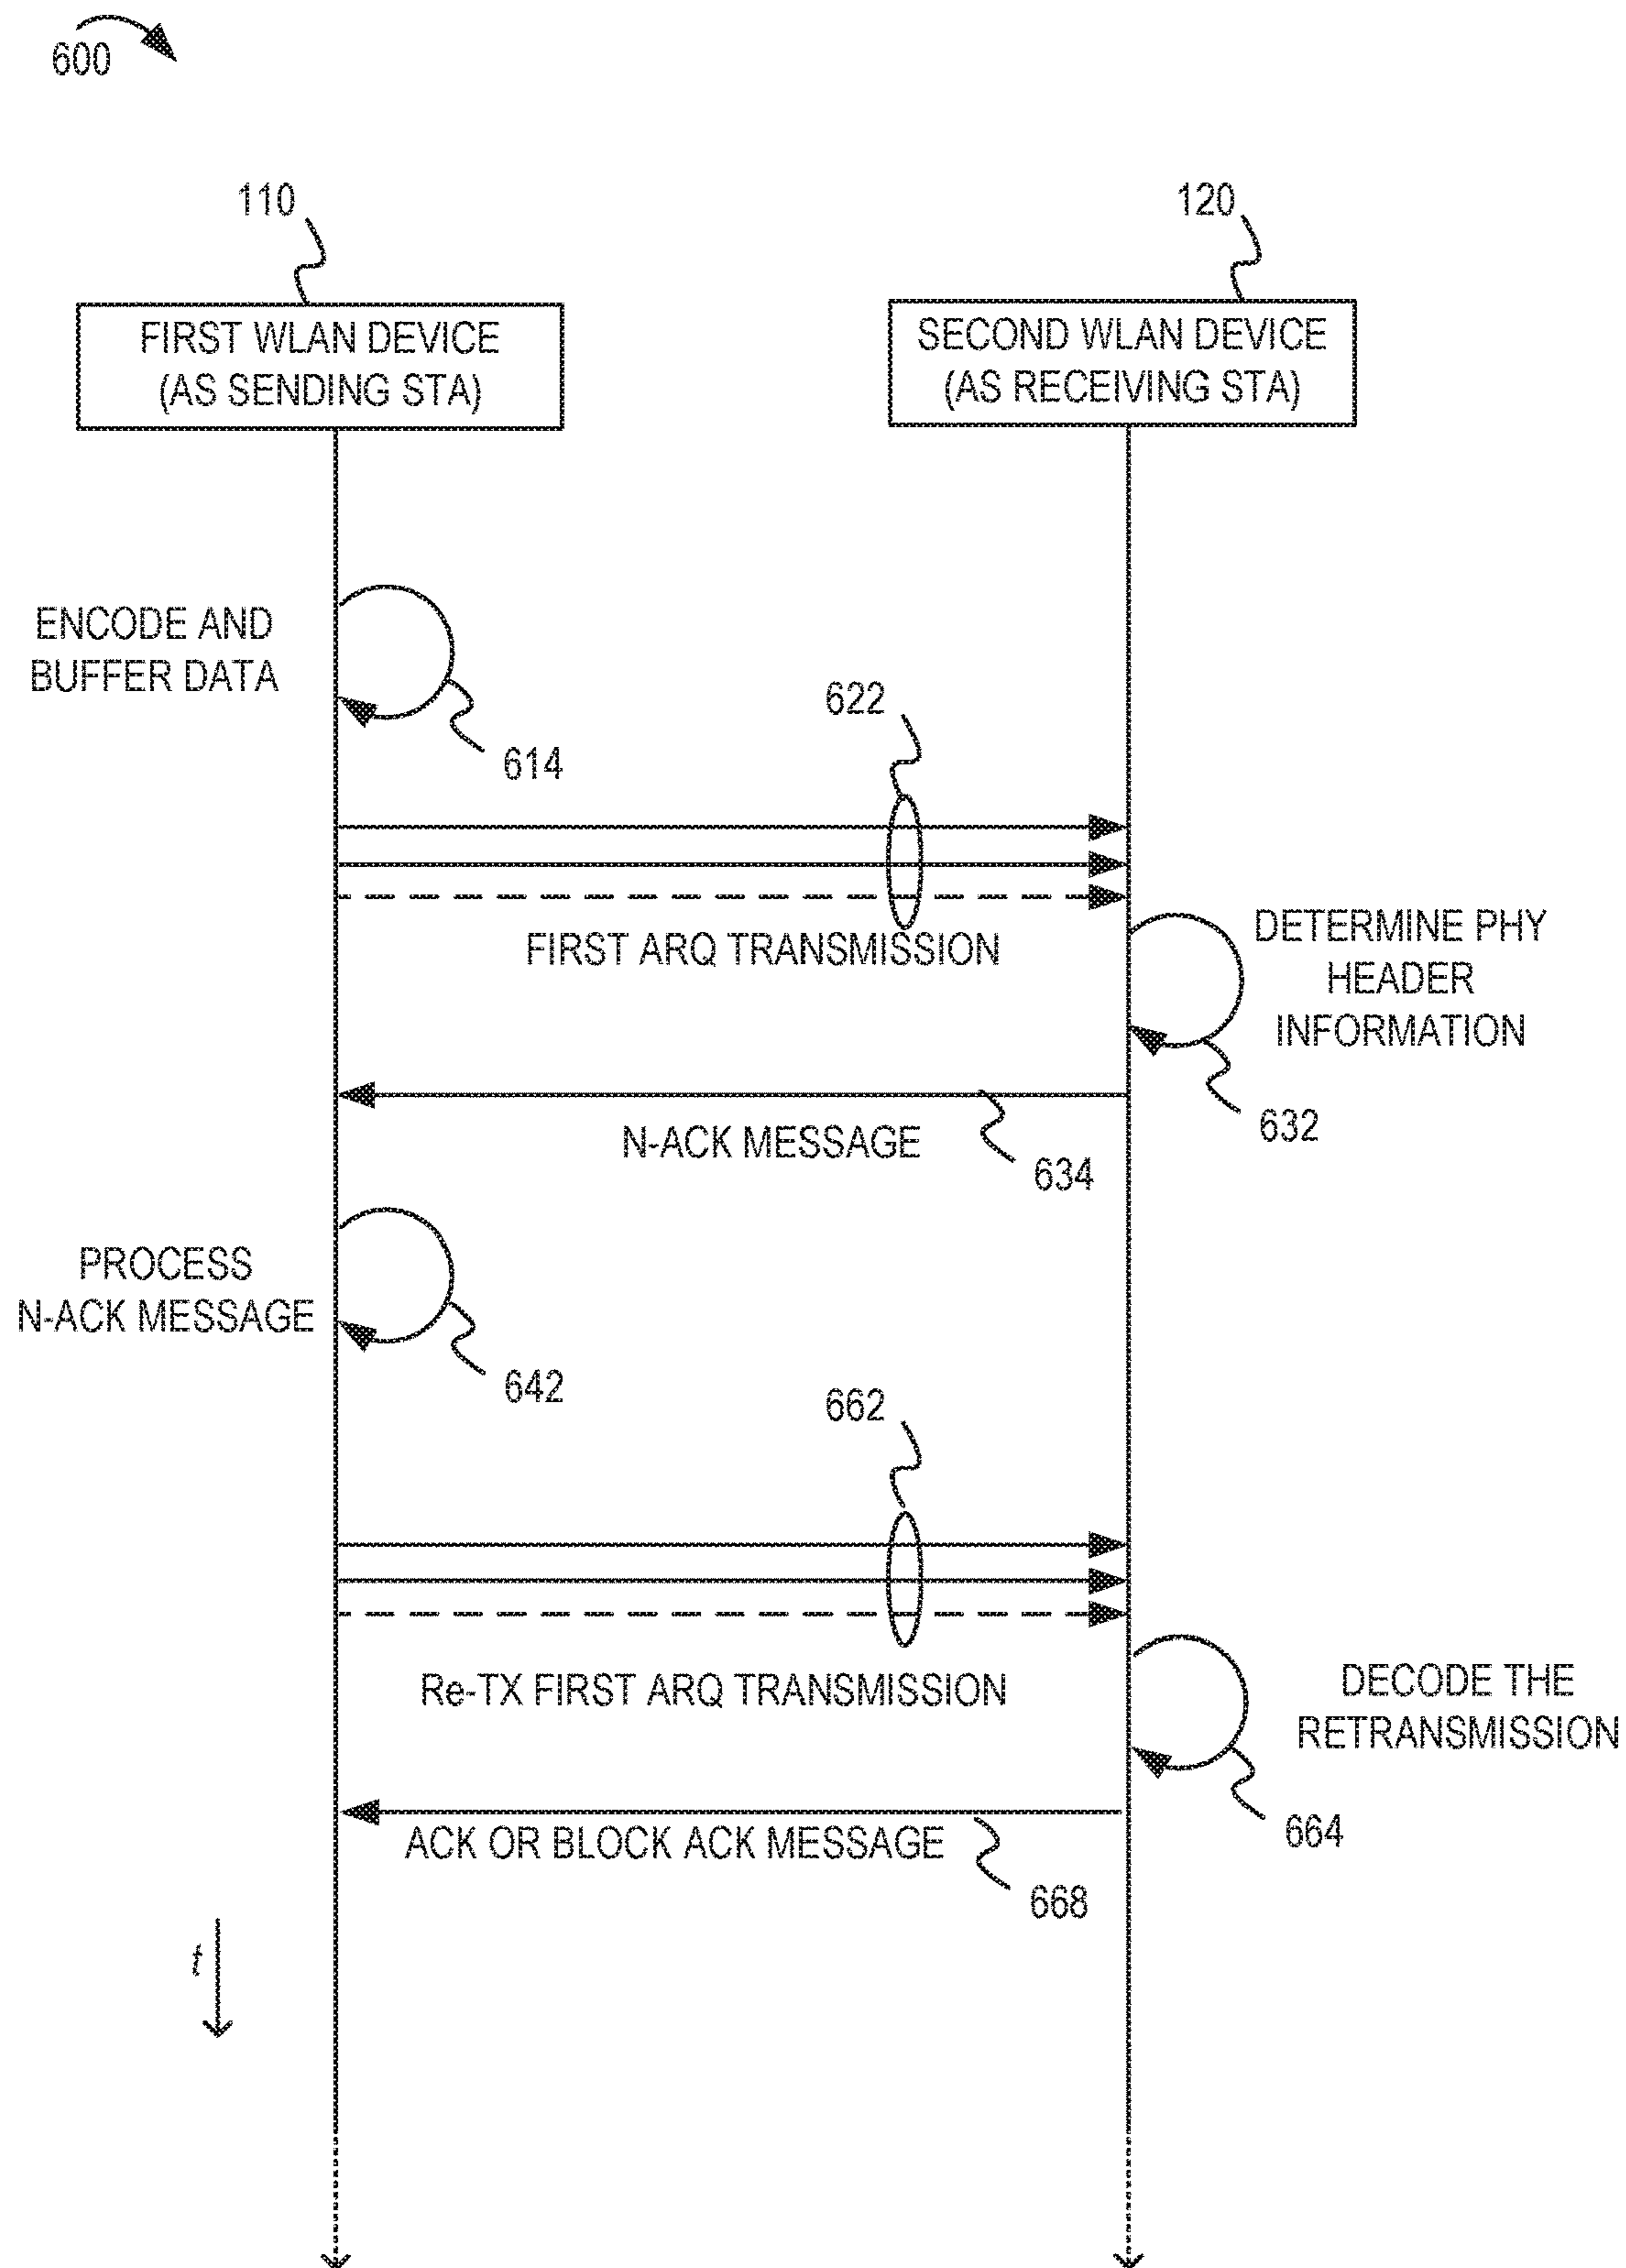 600
110
120
FIRST WLAN DEVICE
(AS SENDING STA)
SECOND WLAN DEVICE
(AS RECEIVING STA)
ENCODE AND
BUFFER DATA
614
622
FIRST ARQ TRANSMISSION
DETERMINE PHY
HEADER
INFORMATION
632
N-ACK MESSAGE
634
PROCESS
N-ACK MESSAGE
642
662
Re-TX FIRST ARQ TRANSMISSION
DECODE THE
RETRANSMISSION
664
ACK OR BLOCK ACK MESSAGE
668
t